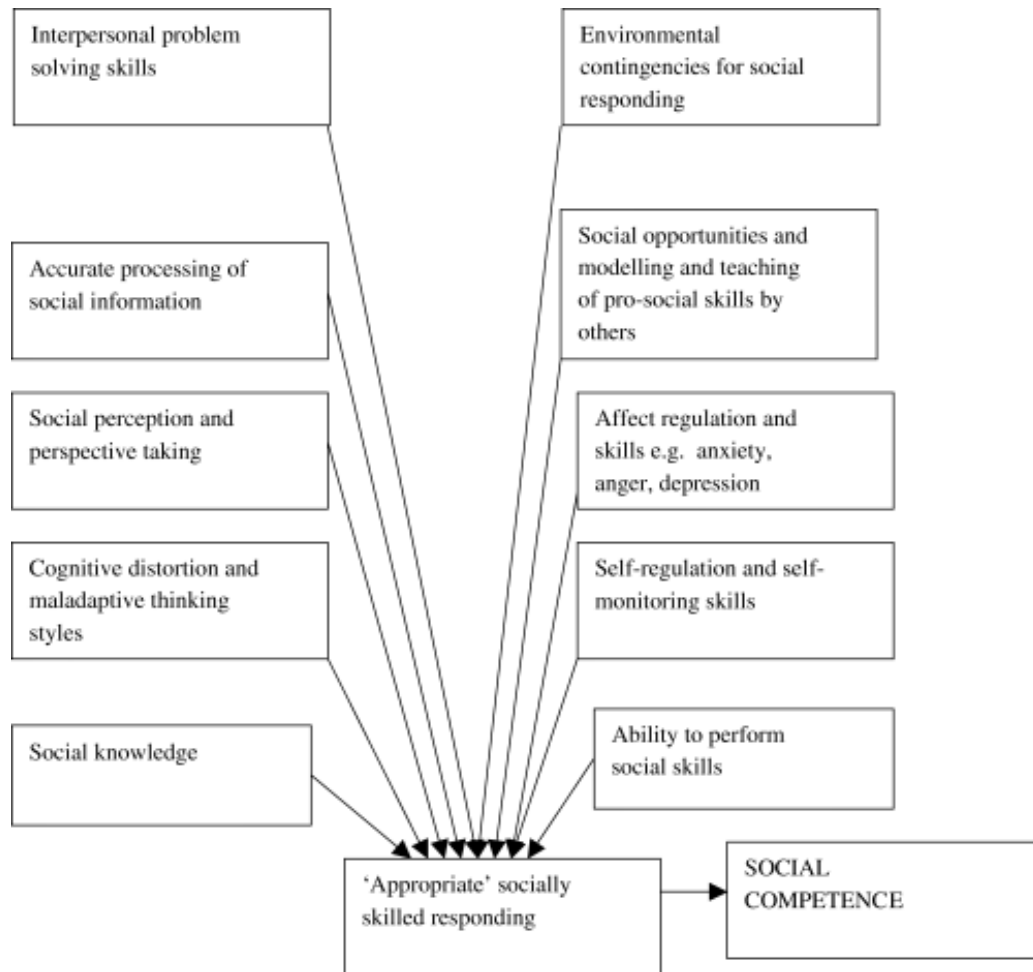 Interpersonal problem
solving skills
Environmental
contingencies for social
responding
Accurate processing of
social information
Social opportunities and
modelling and teaching
of pro-social skills by
others
Social perception and
perspective taking
Affect regulation and
skills e.g. anxiety,
anger, depression
Cognitive distortion and
maladaptive thinking
styles
Self-regulation and self-
monitoring skills
Social knowledge
Ability to perform
social skills
‘Appropriate’ socially
skilled responding
SOCIAL
COMPETENCE